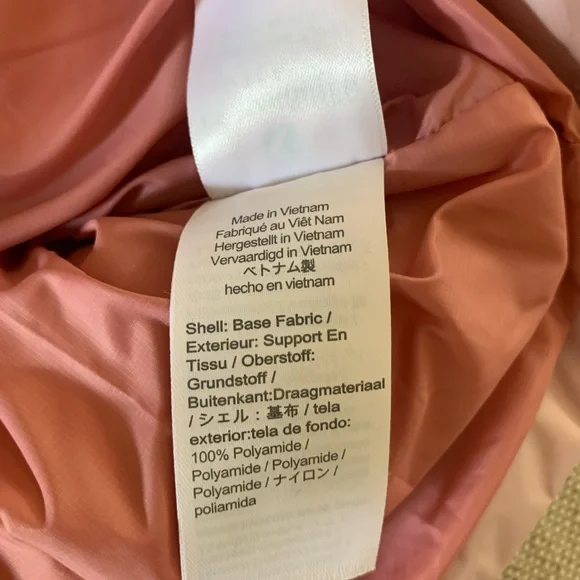 Made in Vietnam
Fabriqué au Viêt Nam
Hergestellt in Vietnam
Vervaardigd in Vietnam
ベトナム製
hecho en vietnam
Shell: Base Fabric /
Exterieur: Support En
Tissu / Oberstoff:
Grundstoff /
Buitenkant:Draagmateriaal
/ シェル : 基布 / tela
exterior:tela de fondo:
100% Polyamide /
Polyamide / Polyamide /
Polyamide / ナイロン /
poliamida